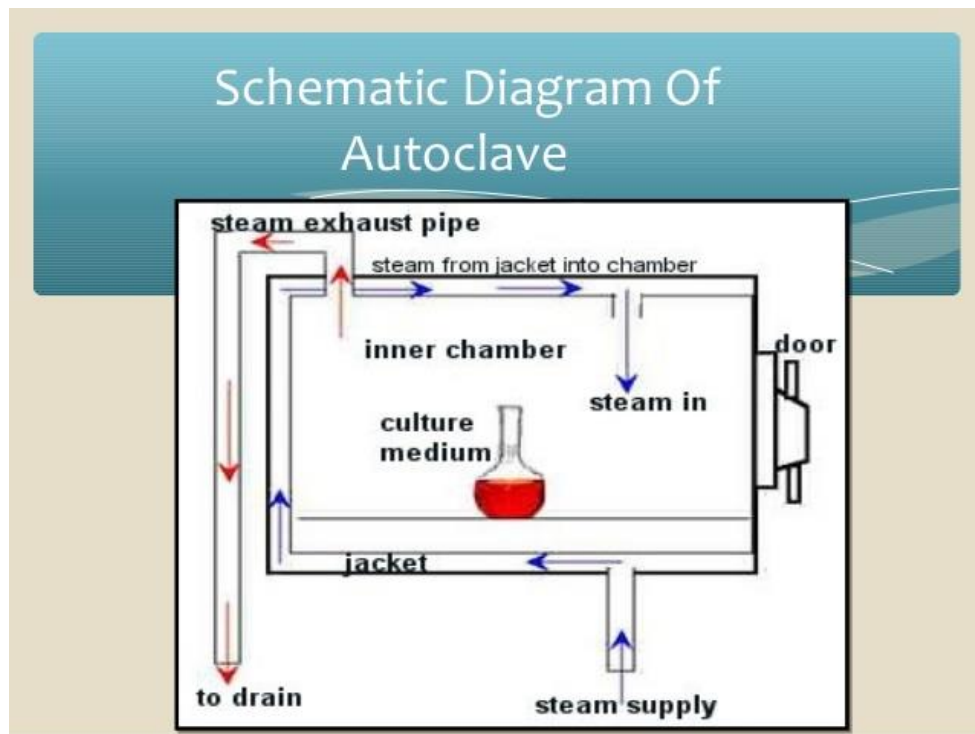 Schematic Diagram Of
Autoclave
steam exhaust pipe
steam from jacket into chamber
inner chamber
door
steam in
culture
medium
jacket
to drain
steam supply